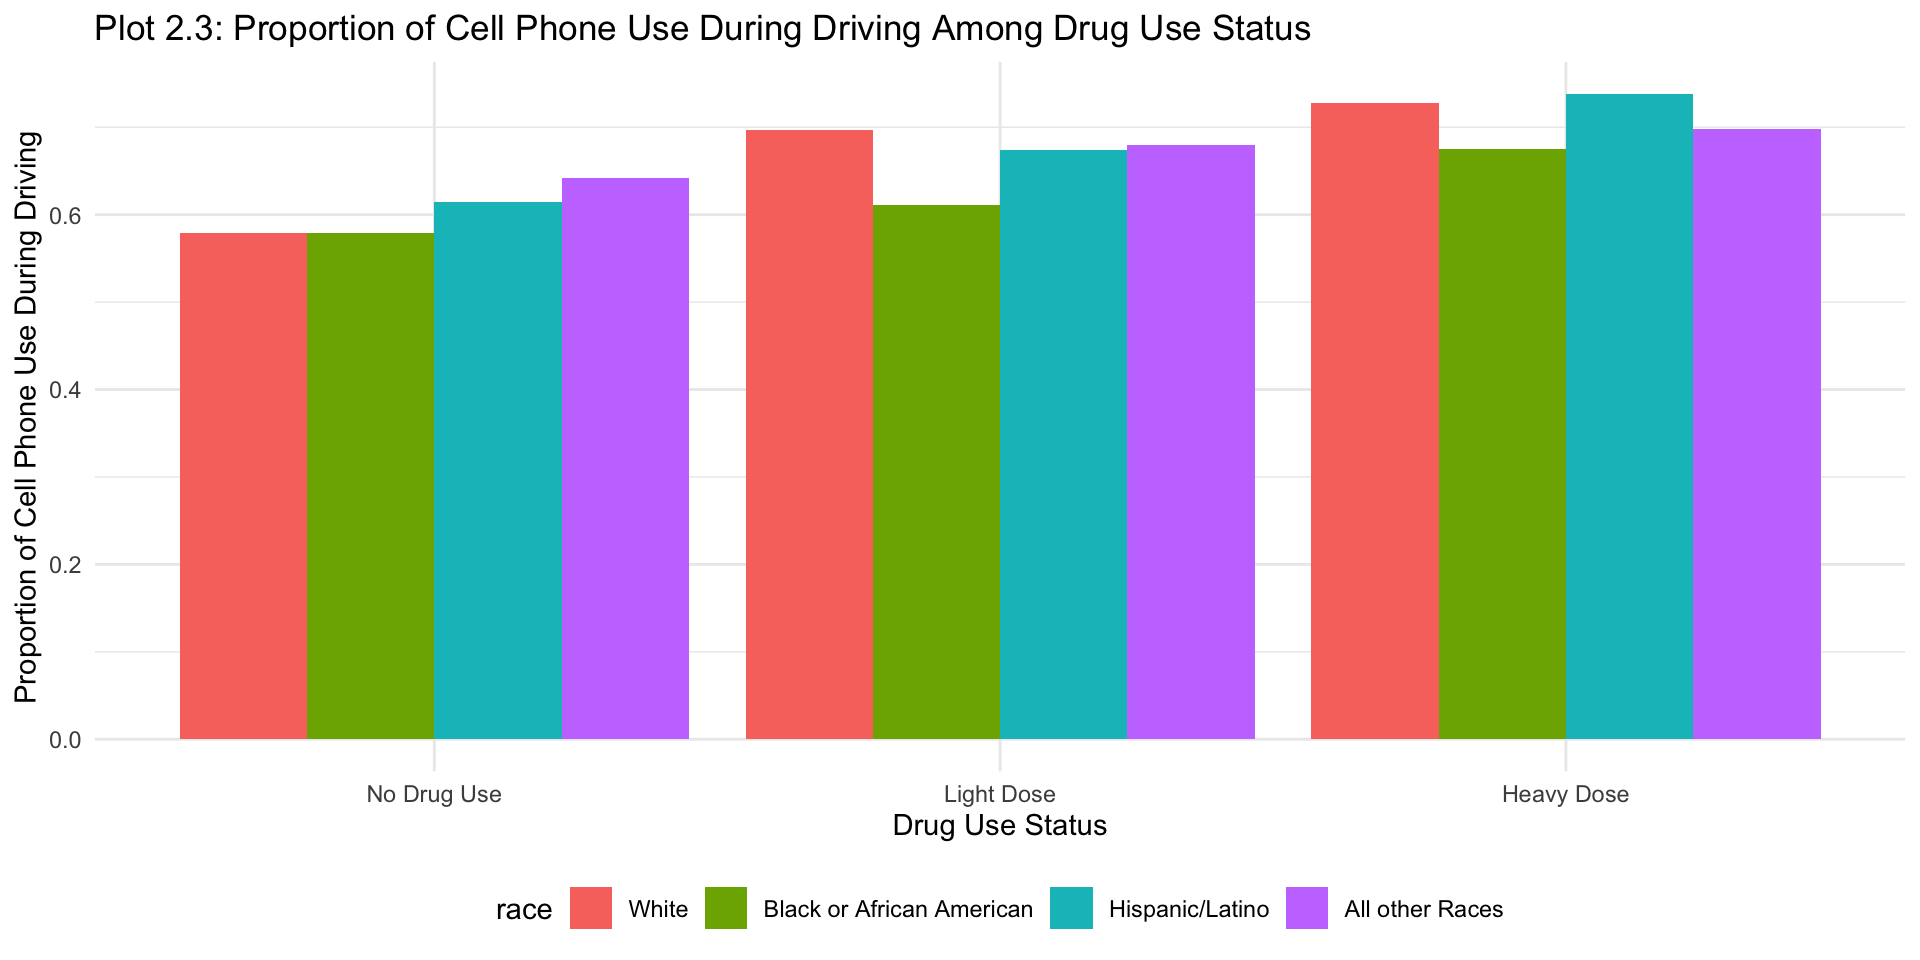 Plot 2.3: Proportion of Cell Phone Use During Driving Among Drug Use Status
Proportion of Cell Phone Use During Driving
0.6
0.4
0.2
0.0
No Drug Use Light Dose Heavy Dose
Drug Use Status
race White Black or African American Hispanic/Latino All other Races